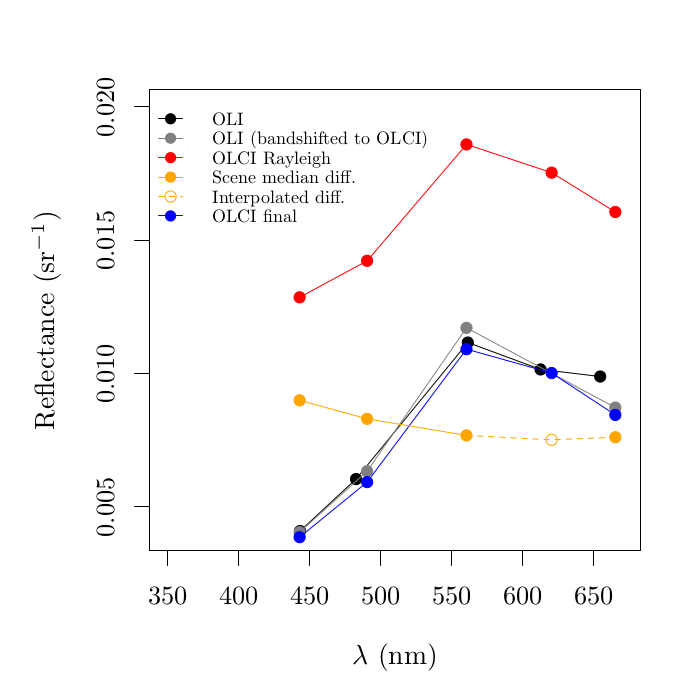 OLI
OLI (bandshifted to OLCI)
OLCI Rayleigh
Scene median diff.
Interpolated diff.
OLCI final
0.020
0.015
0.010
0.005
Reflectance (sr⁻¹)
350 400 450 500 550 600 650
λ (nm)